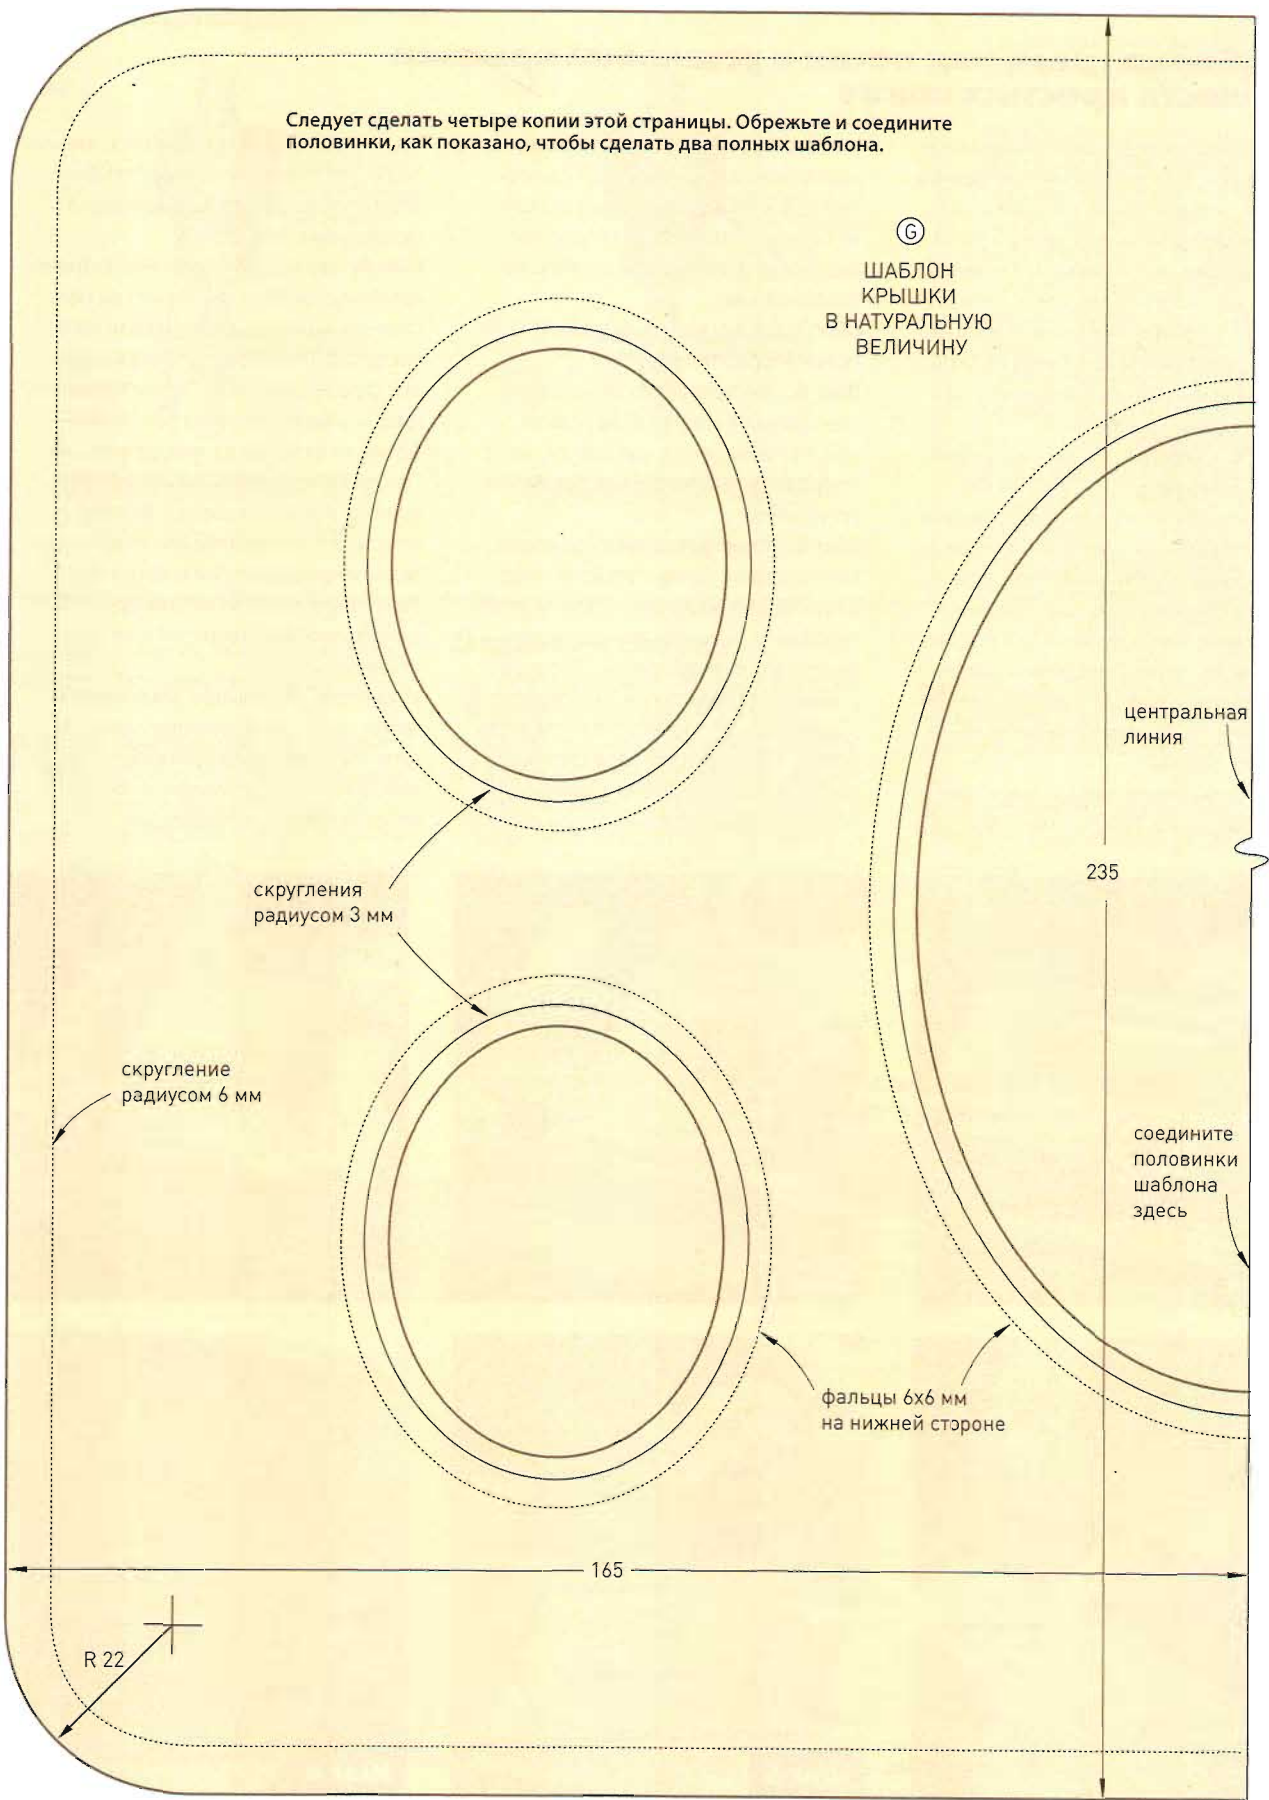 Следует сделать четыре копии этой страницы. Обрежьте и соедините
половинки, как показано, чтобы сделать два полных шаблона.
G
ШАБЛОН
КРЫШКИ
В НАТУРАЛЬНУЮ
ВЕЛИЧИНУ
центральная
линия
235
скругления
радиусом 3 мм
скругление
радиусом 6 мм
соедините
половинки
шаблона
здесь
фальцы 6х6 мм
на нижней стороне
165
R 22